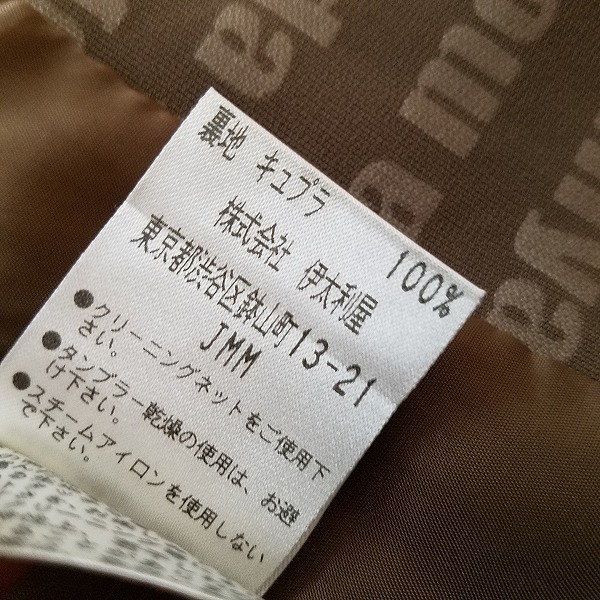 裏地 キュプラ 100%
株式会社 伊太利屋
東京都渋谷区鉢山町13-21
JMM
●クリーニングネットをご使用下
さい。
●タンブラー乾燥の使用は、お避
け下さい。
●スチームアイロンを使用しない
で下さい。